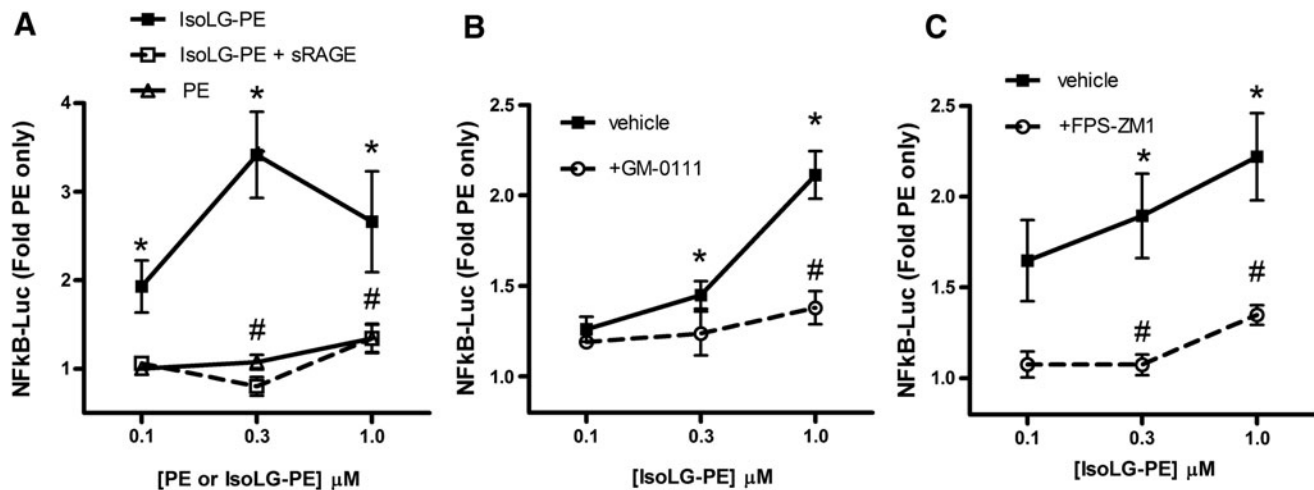 A
IsoLG-PE
IsoLG-PE + sRAGE
PE
NFkB-Luc (Fold PE only)
4
3
2
1
*
*
*
#
#
0.1
0.3
1.0
[PE or IsoLG-PE] μM
B
vehicle
+GM-0111
NFkB-Luc (Fold PE only)
2.5
2.0
1.5
1.0
*
*
#
0.1
0.3
1.0
[IsoLG-PE] μM
C
vehicle
+FPS-ZM1
NFkB-Luc (Fold PE only)
2.5
2.0
1.5
1.0
*
*
#
#
0.1
0.3
1.0
[IsoLG-PE] μM